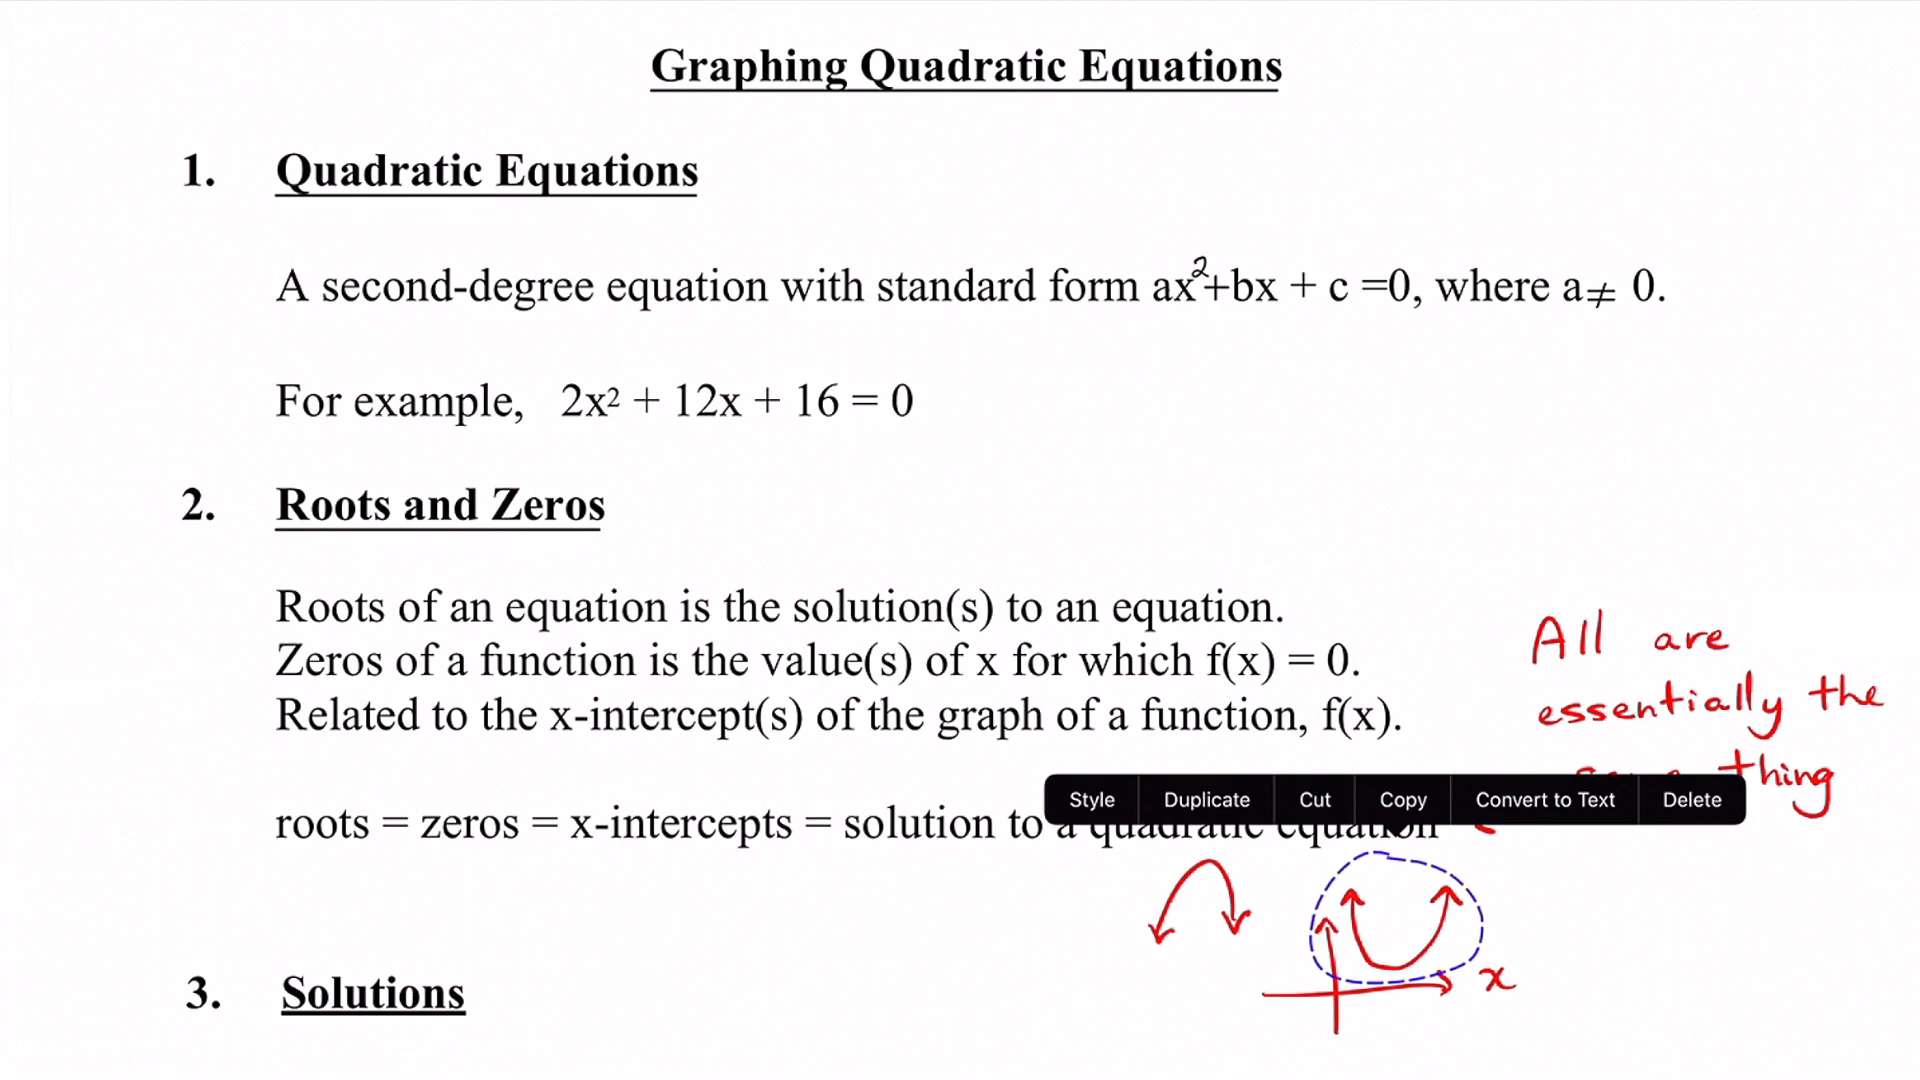 Graphing Quadratic Equations
1. Quadratic Equations
A second-degree equation with standard form ax²+bx + c =0, where a≠ 0.
For example, 2x² + 12x + 16 = 0
2. Roots and Zeros
Roots of an equation is the solution(s) to an equation.
Zeros of a function is the value(s) of x for which f(x) = 0.
Related to the x-intercept(s) of the graph of a function, f(x).
All are
essentially the
thing
Style Duplicate Cut Copy Convert to Text Delete
roots = zeros = x-intercepts = solution to a quadratic equation
x
3. Solutions